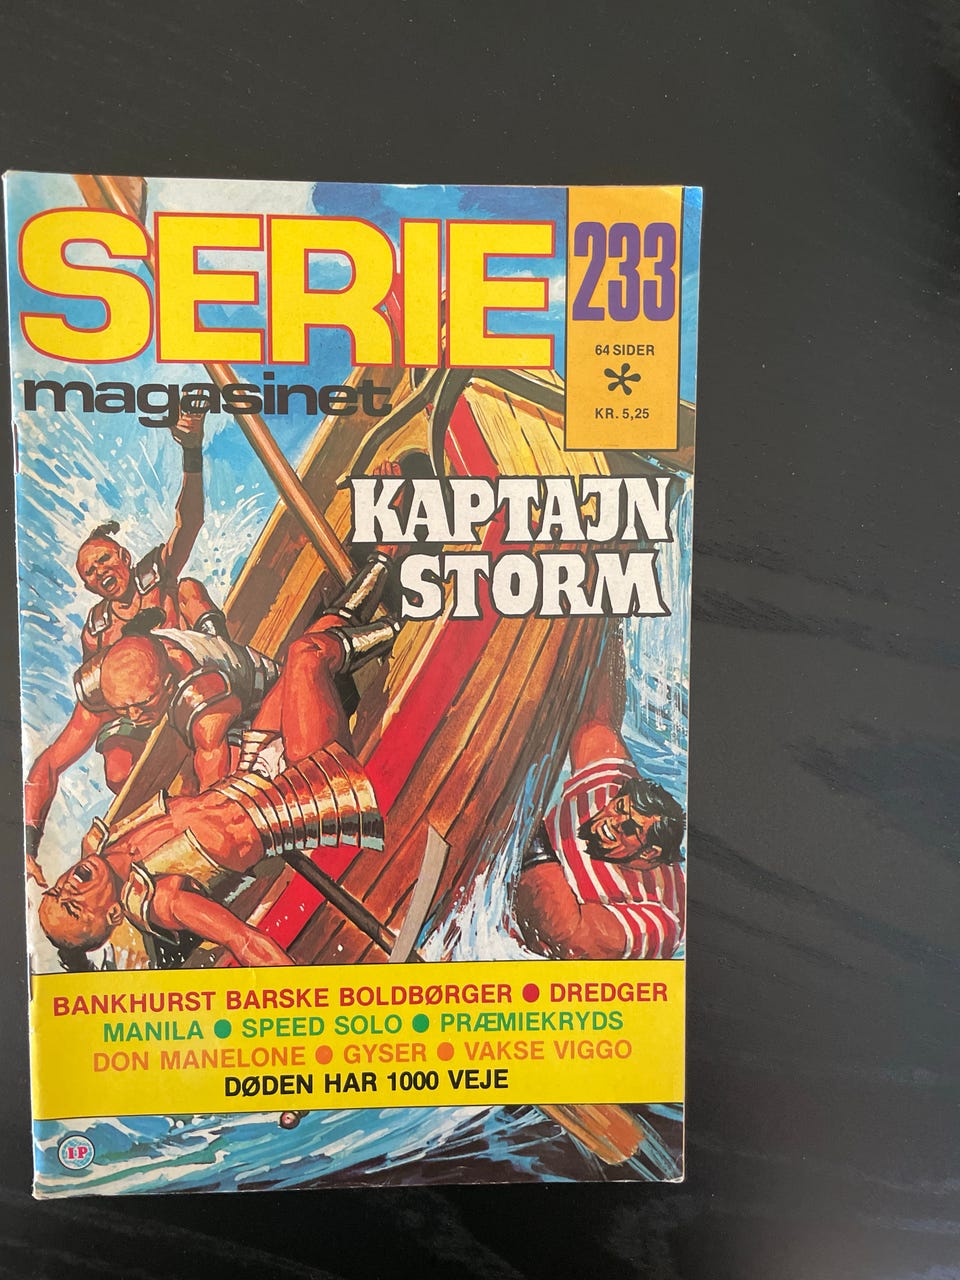 SERIE
magasinet
233
64 SIDER
*
KR. 5,25
KAPTAJN
STORM
BANKHURST BARSKE BOLDBØRGER ● DREDGER
MANILA ● SPEED SOLO ● PRÆMIEKRYDS
DON MANELONE ● GYSER ● VAKSE VIGGO
DØDEN HAR 1000 VEJE
I·P